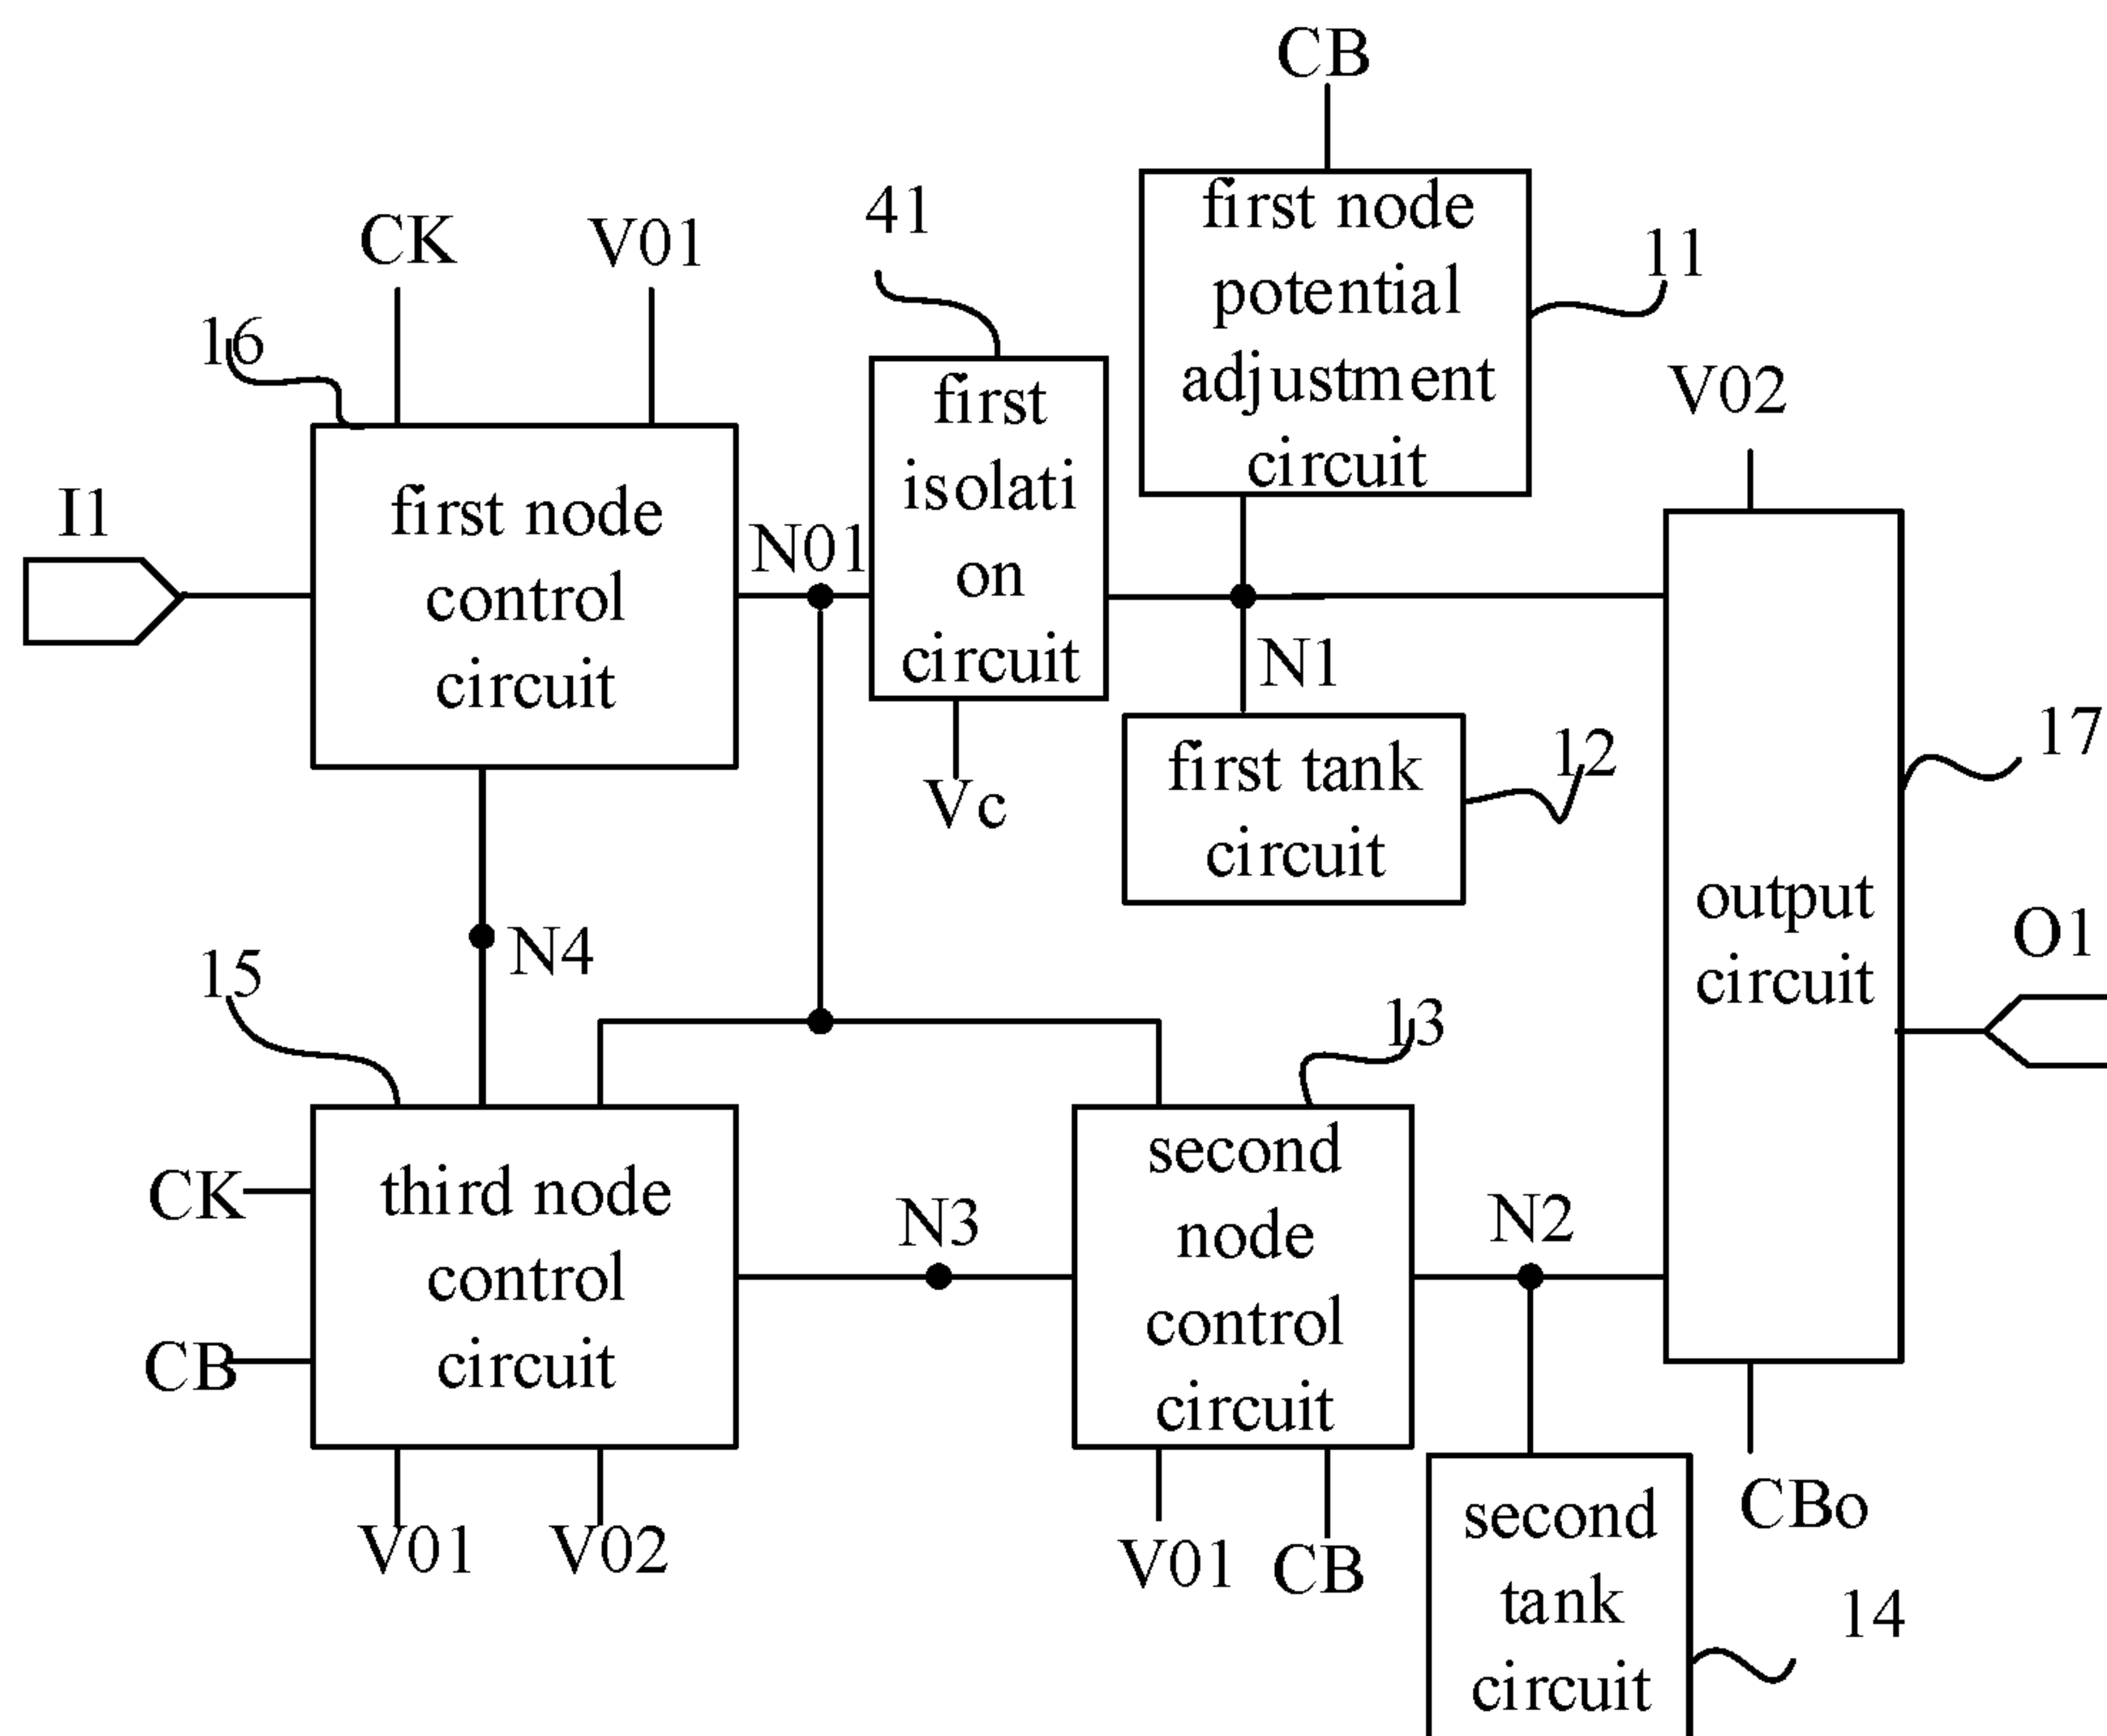 CB
first node
potential
adjustment
circuit
11
41
CK
V01
16
first node
control
circuit
I1
N01
first
isolati
on
circuit
Vc
N1
first tank
circuit
12
V02
output
circuit
17
O1
N4
15
13
third node
control
circuit
CK
CB
V01
V02
N3
second
node
control
circuit
V01
CB
N2
CBo
second
tank
circuit
14